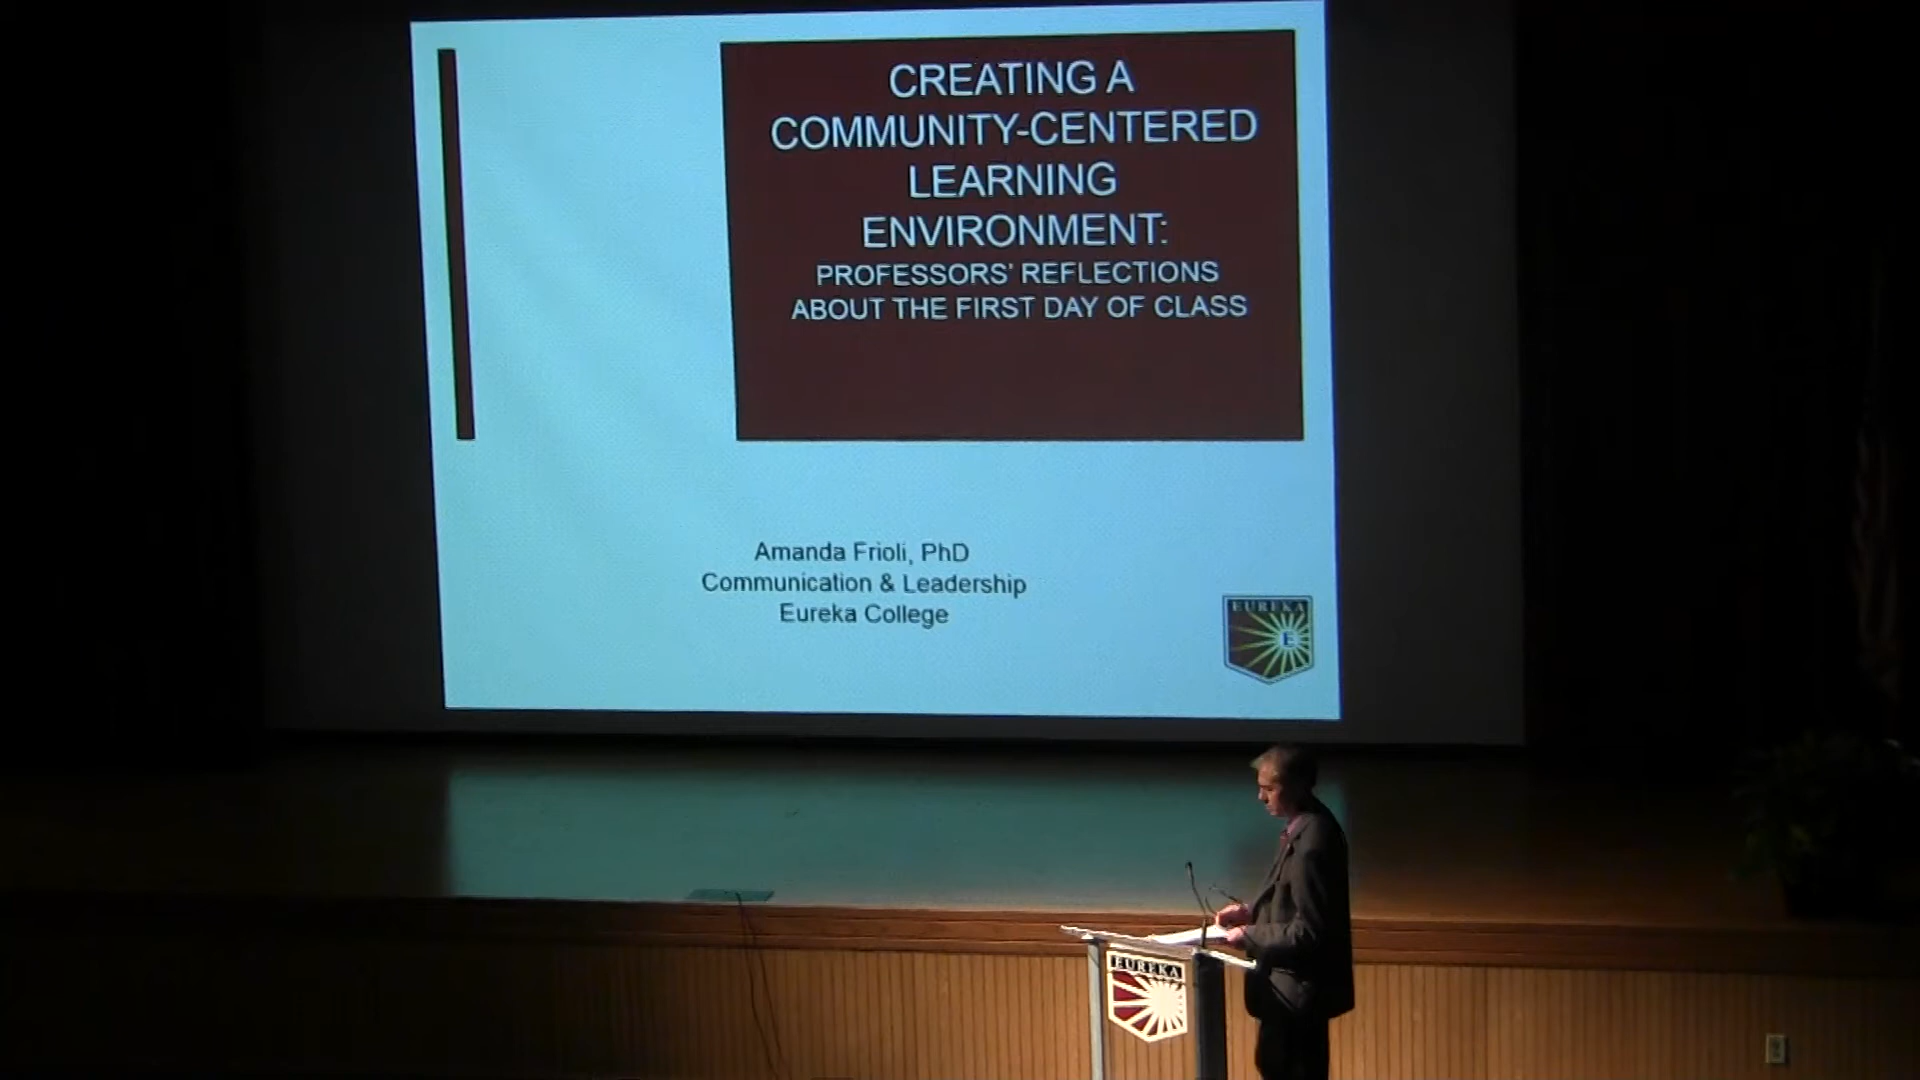 CREATING A
COMMUNITY-CENTERED
LEARNING
ENVIRONMENT:
PROFESSORS' REFLECTIONS
ABOUT THE FIRST DAY OF CLASS
Amanda Frioli, PhD
Communication & Leadership
Eureka College
EUREKA
E
EUREKA